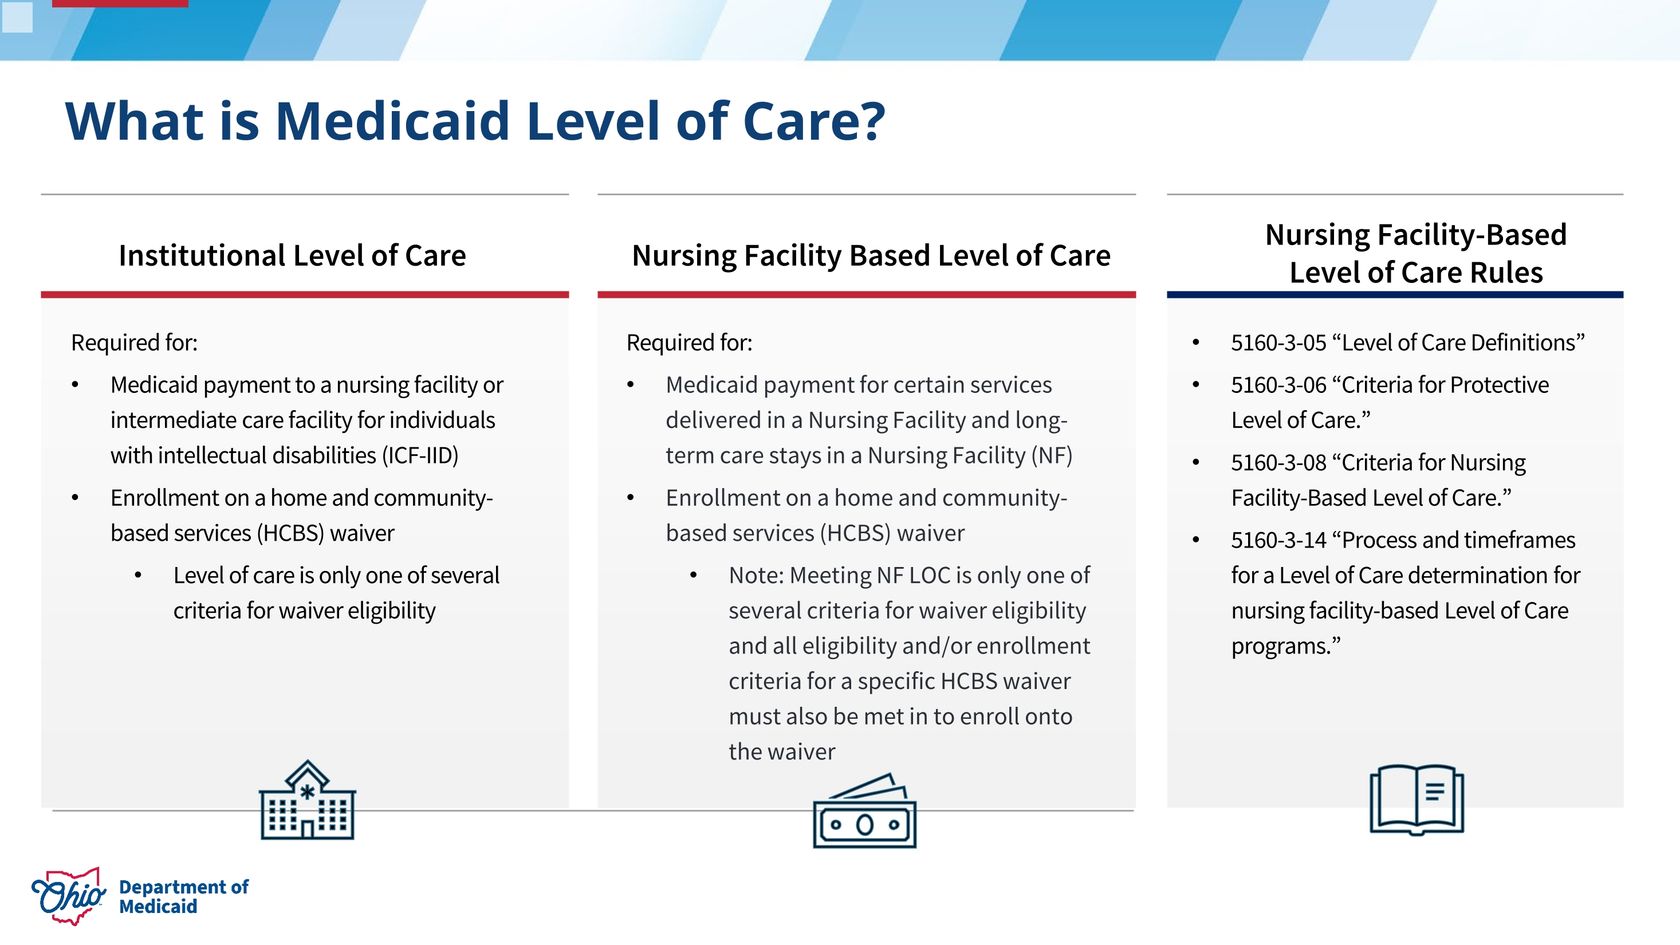 What is Medicaid Level of Care?
Institutional Level of Care
Required for:
• Medicaid payment to a nursing facility or
intermediate care facility for individuals
with intellectual disabilities (ICF-IID)
• Enrollment on a home and community-
based services (HCBS) waiver
• Level of care is only one of several
criteria for waiver eligibility
Nursing Facility Based Level of Care
Required for:
• Medicaid payment for certain services
delivered in a Nursing Facility and long-
term care stays in a Nursing Facility (NF)
• Enrollment on a home and community-
based services (HCBS) waiver
• Note: Meeting NF LOC is only one of
several criteria for waiver eligibility
and all eligibility and/or enrollment
criteria for a specific HCBS waiver
must also be met in to enroll onto
the waiver
Nursing Facility-Based
Level of Care Rules
• 5160-3-05 “Level of Care Definitions”
• 5160-3-06 “Criteria for Protective
Level of Care.”
• 5160-3-08 “Criteria for Nursing
Facility-Based Level of Care.”
• 5160-3-14 “Process and timeframes
for a Level of Care determination for
nursing facility-based Level of Care
programs.”
Ohio
Department of
Medicaid